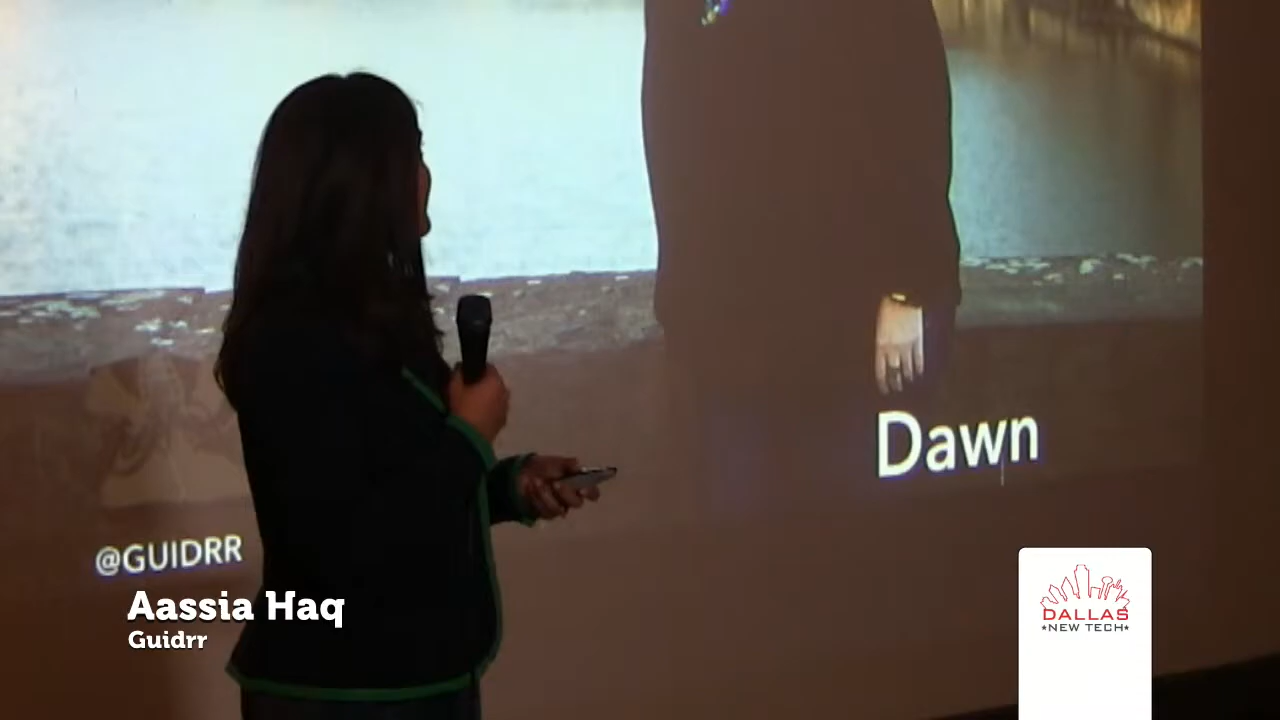 Dawn
@GUIDRR
Aassia Haq
Guidrr
DALLAS
★NEW TECH★